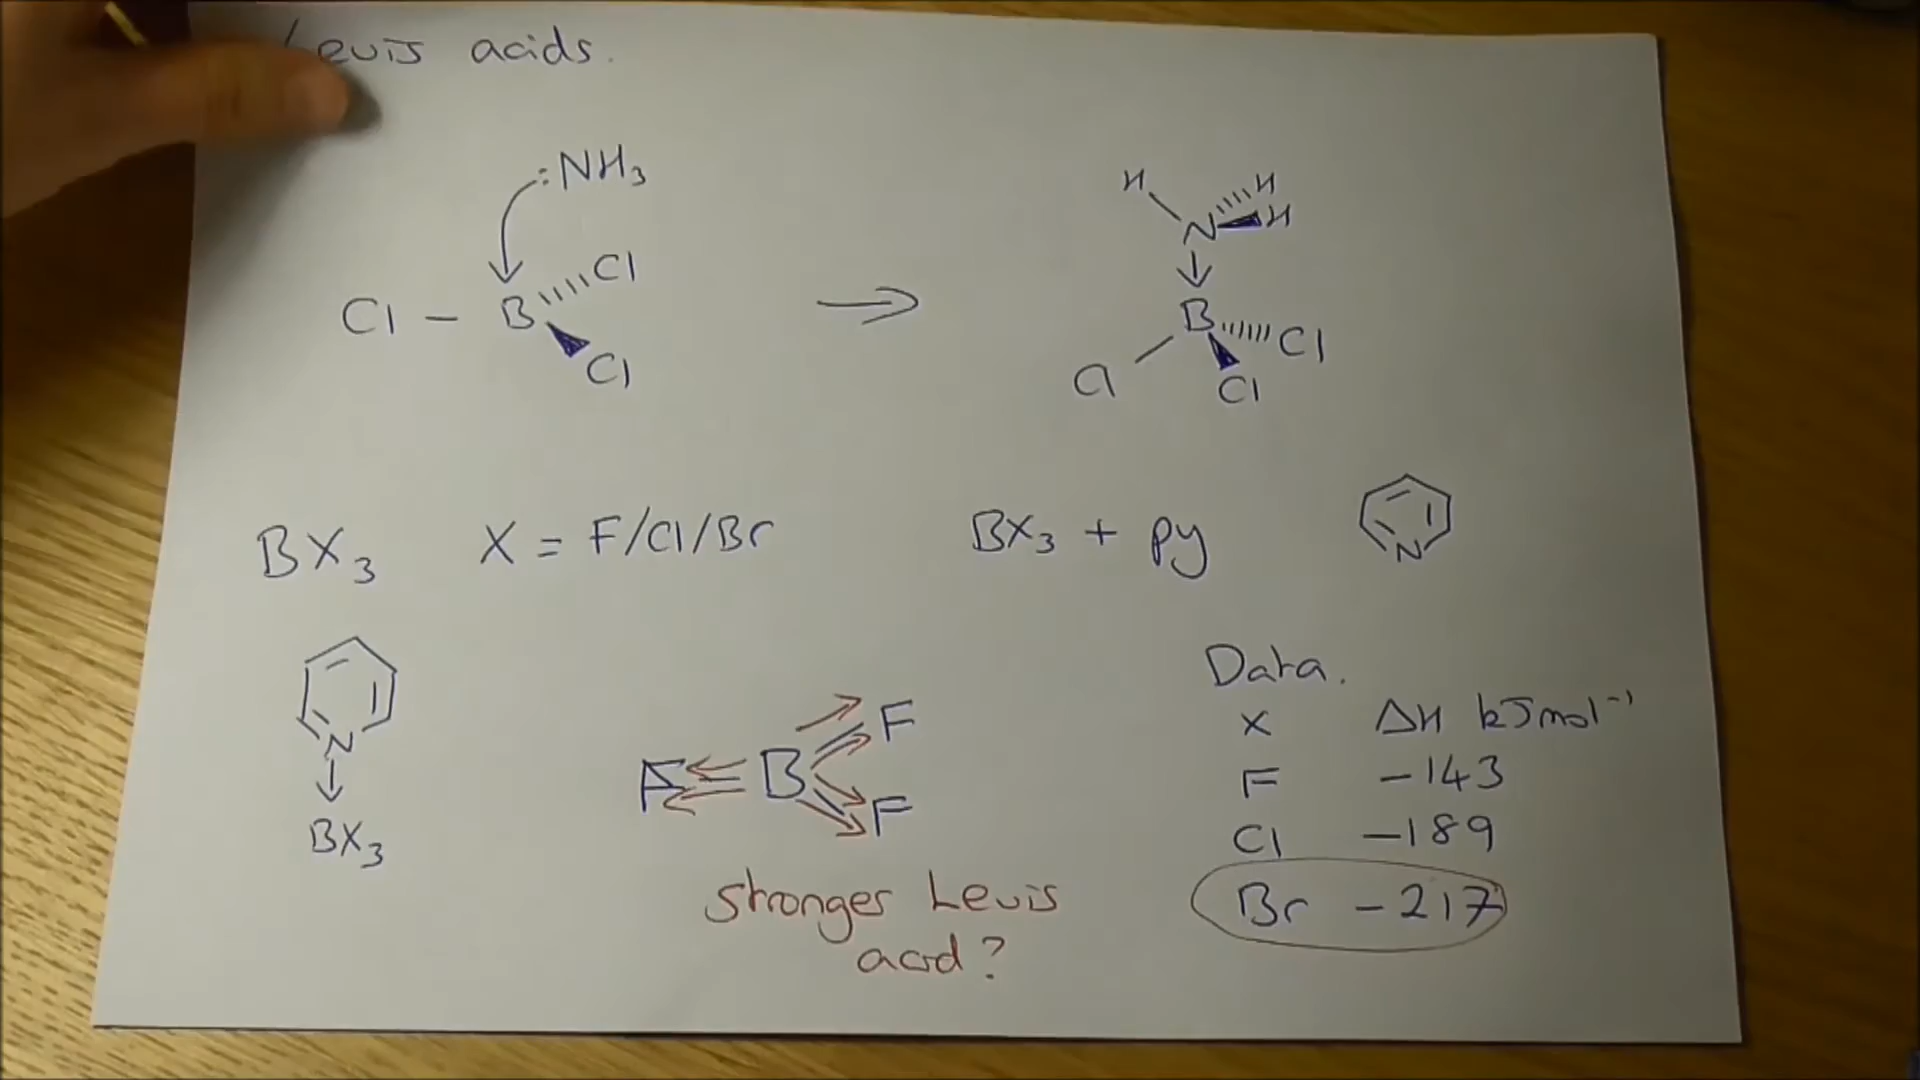 Lewis acids.
:NH₃
Cl - B Cl
Cl
→
H H
N H
B Cl
Cl Cl
BX₃ X = F/Cl/Br BX₃ + py N
N
BX₃
F B F
F
Stronger Lewis
acid?
Data.
X ΔH kJmol⁻¹
F -143
Cl -189
Br -217